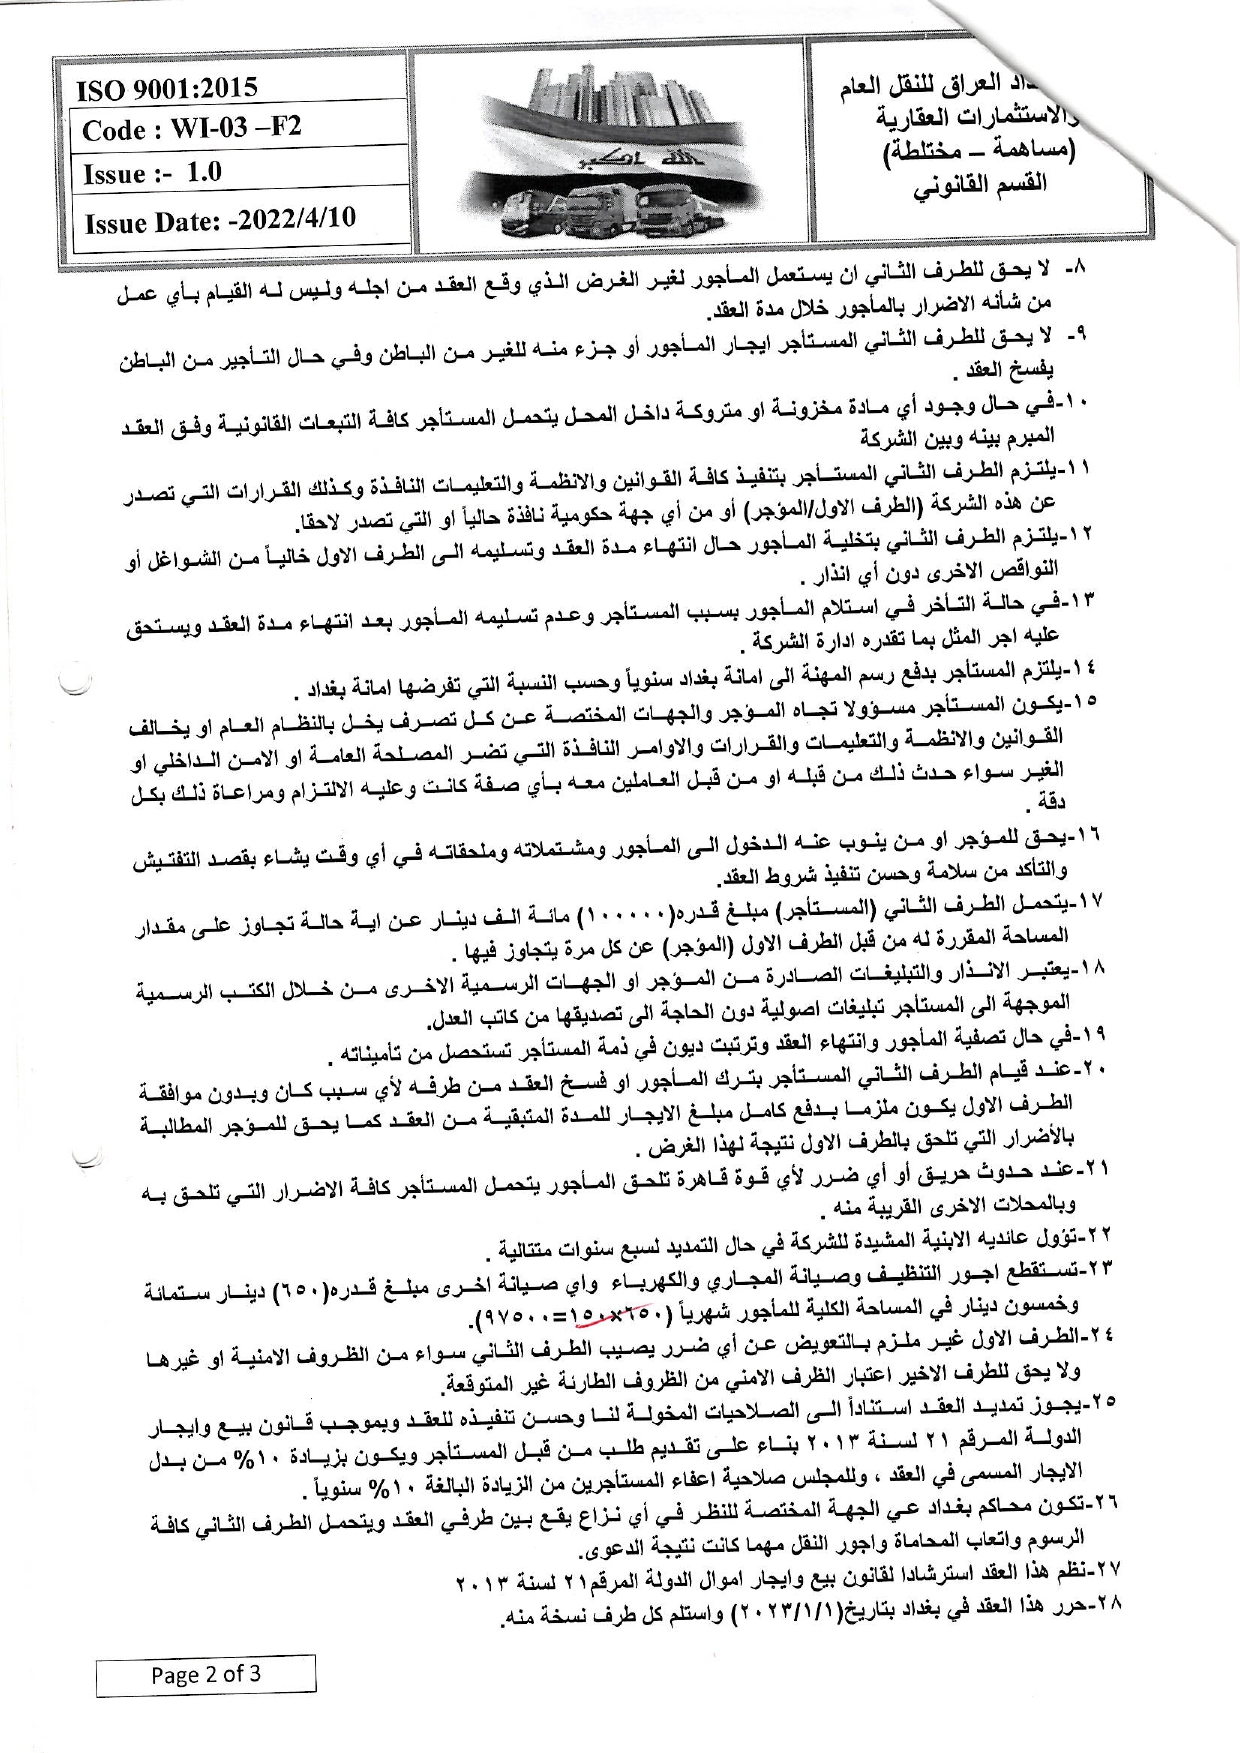 ISO 9001:2015
Code : WI-03 –F2
Issue :- 1.0
Issue Date: -2022/4/10
الله اكبر
العراق للنقل العام
والاستثمارات العقارية
(مساهمة – مختلطة)
القسم القانوني
٨- لا يحق للطرف الثاني ان يستعمل المأجور لغير الغرض الذي وقع العقد من اجله وليس له القيام بأي عمل
من شأنه الاضرار بالمأجور خلال مدة العقد.
٩- لا يحق للطرف الثاني المستأجر ايجار المأجور أو جزء منه للغير من الباطن وفي حال التأجير من الباطن
يفسخ العقد .
١٠-في حال وجود أي مادة مخزونة او متروكة داخل المحل يتحمل المستأجر كافة التبعات القانونية وفق العقد
المبرم بينه وبين الشركة
١١-يلتزم الطرف الثاني المستأجر بتنفيذ كافة القوانين والانظمة والتعليمات النافذة وكذلك القرارات التي تصدر
عن هذه الشركة (الطرف الاول/المؤجر) أو من أي جهة حكومية نافذة حالياً او التي تصدر لاحقا.
١٢-يلتزم الطرف الثاني بتخلية المأجور حال انتهاء مدة العقد وتسليمه الى الطرف الاول خالياً من الشواغل أو
النواقص الاخرى دون أي انذار .
١٣-في حالة التأخر في استلام المأجور بسبب المستأجر وعدم تسليمه المأجور بعد انتهاء مدة العقد ويستحق
عليه اجر المثل بما تقدره ادارة الشركة .
١٤-يلتزم المستأجر بدفع رسم المهنة الى امانة بغداد سنوياً وحسب النسبة التي تفرضها امانة بغداد .
١٥-يكون المستأجر مسؤولا تجاه المؤجر والجهات المختصة عن كل تصرف يخل بالنظام العام او يخالف
القوانين والانظمة والتعليمات والقرارات والاوامر النافذة التي تضر المصلحة العامة او الامن الداخلي او
الغير سواء حدث ذلك من قبله او من قبل العاملين معه بأي صفة كانت وعليه الالتزام ومراعاة ذلك بكل
دقة .
١٦-يحق للمؤجر او من ينوب عنه الدخول الى المأجور ومشتملاته وملحقاته في أي وقت يشاء بقصد التفتيش
والتأكد من سلامة وحسن تنفيذ شروط العقد.
١٧-يتحمل الطرف الثاني (المستأجر) مبلغ قدره(١٠٠٠٠٠) مائة الف دينار عن اية حالة تجاوز على مقدار
المساحة المقررة له من قبل الطرف الاول (المؤجر) عن كل مرة يتجاوز فيها .
١٨-يعتبر الانذار والتبليغات الصادرة من المؤجر او الجهات الرسمية الاخرى من خلال الكتب الرسمية
الموجهة الى المستأجر تبليغات اصولية دون الحاجة الى تصديقها من كاتب العدل.
١٩-في حال تصفية المأجور وانتهاء العقد وترتبت ديون في ذمة المستأجر تستحصل من تأميناته .
٢٠-عند قيام الطرف الثاني المستأجر بترك المأجور او فسخ العقد من طرفه لأي سبب كان وبدون موافقة
الطرف الاول يكون ملزما بدفع كامل مبلغ الايجار للمدة المتبقية من العقد كما يحق للمؤجر المطالبة
بالأضرار التي تلحق بالطرف الاول نتيجة لهذا الغرض .
٢١-عند حدوث حريق أو أي ضرر لأي قوة قاهرة تلحق المأجور يتحمل المستأجر كافة الاضرار التي تلحق به
وبالمحلات الاخرى القريبة منه .
٢٢-تؤول عائديه الابنية المشيدة للشركة في حال التمديد لسبع سنوات متتالية .
٢٣-تستقطع اجور التنظيف وصيانة المجاري والكهرباء واي صيانة اخرى مبلغ قدره(٦٥٠) دينار ستمائة
وخمسون دينار في المساحة الكلية للمأجور شهرياً (٦٥٠×١٥٠=٩٧٥٠٠).
٢٤-الطرف الاول غير ملزم بالتعويض عن أي ضرر يصيب الطرف الثاني سواء من الظروف الامنية او غيرها
ولا يحق للطرف الاخير اعتبار الظرف الامني من الظروف الطارئة غير المتوقعة.
٢٥-يجوز تمديد العقد استناداً الى الصلاحيات المخولة لنا وحسن تنفيذه للعقد وبموجب قانون بيع وايجار
الدولة المرقم ٢١ لسنة ٢٠١٣ بناء على تقديم طلب من قبل المستأجر ويكون بزيادة ١٠% من بدل
الايجار المسمى في العقد ، وللمجلس صلاحية اعفاء المستأجرين من الزيادة البالغة ١٠% سنوياً .
٢٦-تكون محاكم بغداد عي الجهة المختصة للنظر في أي نزاع يقع بين طرفي العقد ويتحمل الطرف الثاني كافة
الرسوم واتعاب المحاماة واجور النقل مهما كانت نتيجة الدعوى.
٢٧-نظم هذا العقد استرشادا لقانون بيع وايجار اموال الدولة المرقم٢١ لسنة ٢٠١٣
٢٨-حرر هذا العقد في بغداد بتاريخ(٢٠٢٣/١/١) واستلم كل طرف نسخة منه.
Page 2 of 3